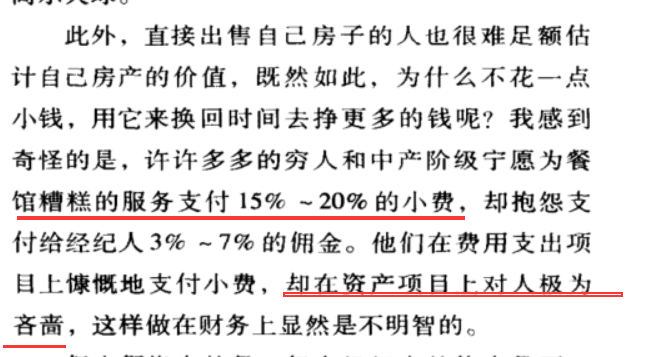 此外，直接出售自己房子的人也很难足额估
计自己房产的价值，既然如此，为什么不花一点
小钱，用它来换回时间去挣更多的钱呢？我感到
奇怪的是，许许多多的穷人和中产阶级宁愿为餐
馆糟糕的服务支付 15% ~20% 的小费，却抱怨支
付给经纪人 3% ~7% 的佣金。他们在费用支出项
目上慷慨地支付小费，却在资产项目上对人极为
吝啬，这样做在财务上显然是不明智的。